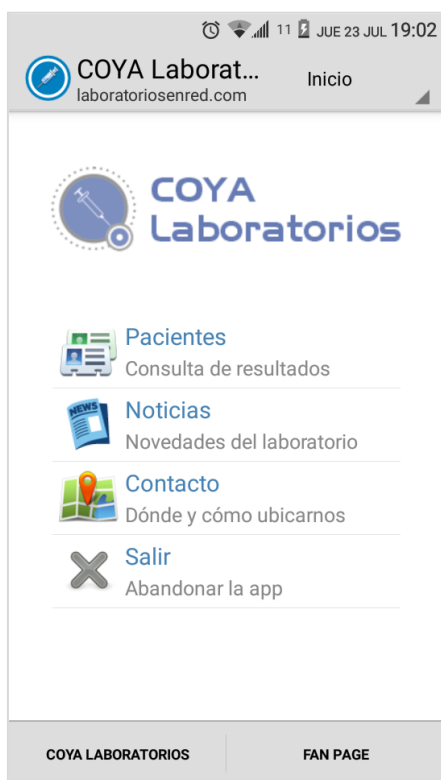 11 JUE 23 JUL 19:02
COYA Laborat...
Inicio
laboratoriosenred.com
COYA
Laboratorios
Pacientes
Consulta de resultados
NEWS
Noticias
Novedades del laboratorio
Contacto
Dónde y cómo ubicarnos
Salir
Abandonar la app
COYA LABORATORIOS
FAN PAGE